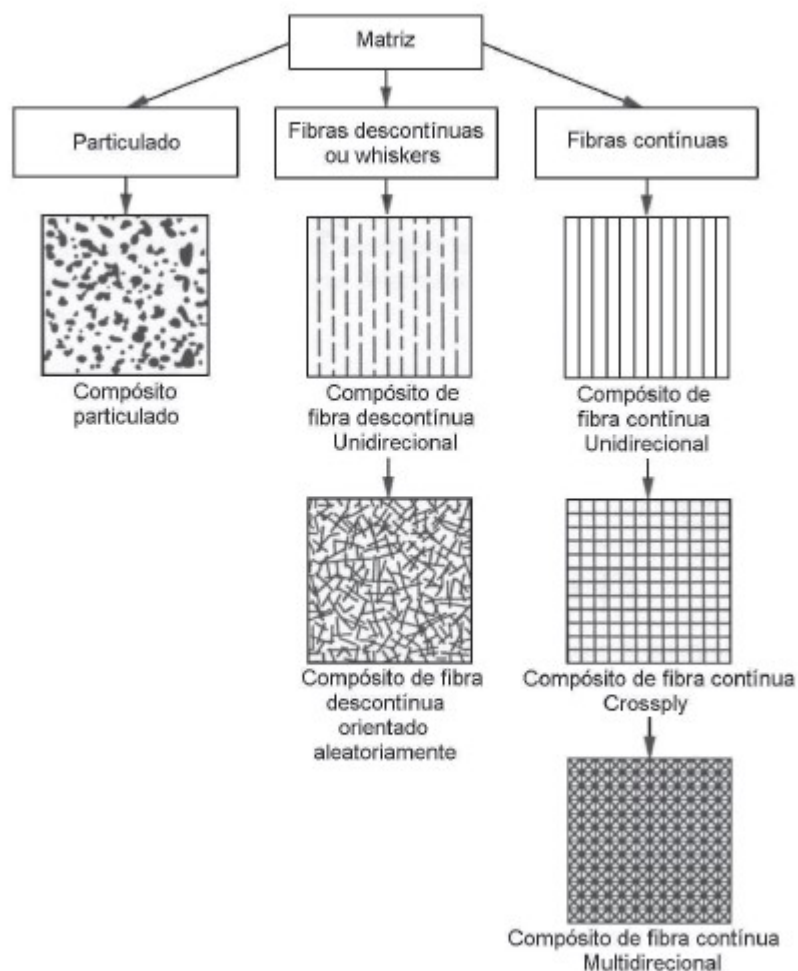 Matriz
Particulado
Fibras descontínuas
ou whiskers
Fibras contínuas
Compósito
particulado
Compósito de
fibra descontínua
Unidirecional
Compósito de
fibra contínua
Unidirecional
Compósito de fibra
descontínua
orientado
aleatoriamente
Compósito de fibra contínua
Crossply
Compósito de fibra contínua
Multidirecional